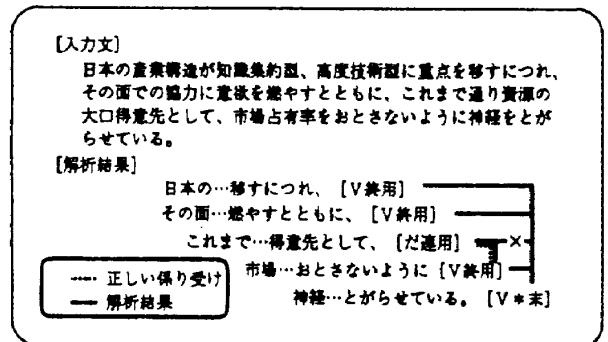 [入力文]
日本の産業構造が知識集約型、高度技術型に重点を移すにつれ、
その面での協力に意欲を燃やすとともに、これまで通り資源の
大口得意先として、市場占有率をおとさないように神経をとが
らせている。
[解析結果]
日本の…移すにつれ、 [V終用]
その面…燃やすとともに、 [V終用]
これまで…得意先として、 [だ連用]
×
市場…おとさないように [V終用]
神経…とがらせている。 [V*末]
正しい係り受け
解析結果